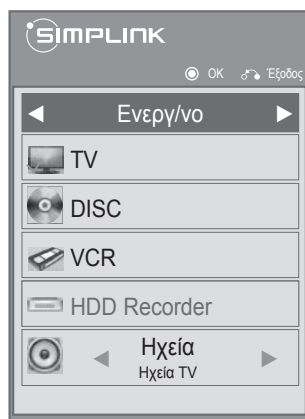 SIMPLINK
OK Έξοδος
Ενεργ/νο
TV
DISC
VCR
HDD Recorder
Ηχεία
Ηχεία TV